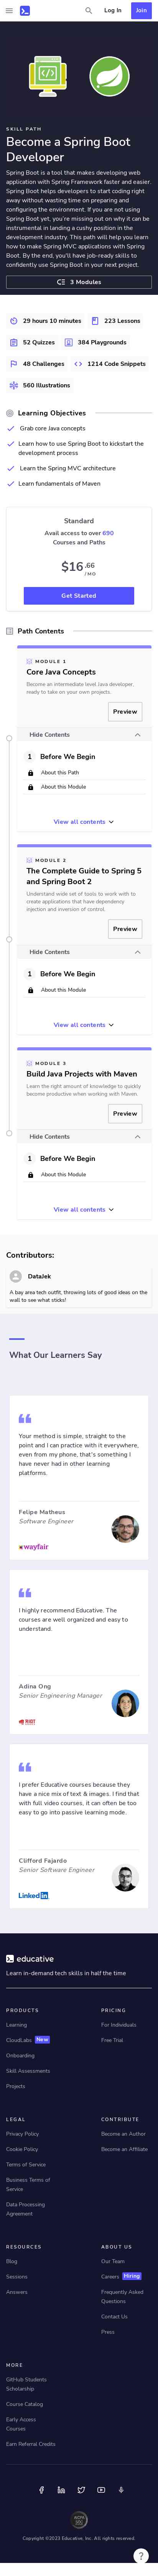 Log In
Join
SKILL PATH
Become a Spring Boot
Developer
Spring Boot is a tool that makes developing web
application with Spring Framework faster and easier.
Spring Boot helps developers to start without wasting
any time wanting to prepare and
configuring the environment. If you are not using
Spring Boot yet, you're missing out on why it can be
instrumental in creating a zippy and succinct
development industry. This path will help you learn
how to make Spring MVC applications with Spring
Boot. By the end, you'll have job-ready skills to
confidently use Spring Boot in your next project.
3 Modules
29 hours 10 minutes
223 Lessons
52 Quizzes
384 Playgrounds
48 Challenges
1214 Code Snippets
560 Illustrations
Learning Objectives
Grab core Java concepts
Learn how to use Spring Boot to kickstart the
development process
Learn the Spring MVC architecture
Learn fundamentals of Maven
Standard
Avail access to over 690
Courses and Paths
$16.66
/MO
Get Started
Path Contents
MODULE 1
Core Java Concepts
Become an intermediate level Java developer,
ready to take on your own projects.
Preview
Hide Contents
1 Before We Begin
About this Path
About this Module
View all contents
MODULE 2
The Complete Guide to Spring 5
and Spring Boot 2
Understand wide set of tools to work with to
create applications that have dependency
injection and inversion of control.
Preview
Hide Contents
1 Before We Begin
About this Module
View all contents
MODULE 3
Build Java Projects with Maven
Learn the right amount of knowledge to quickly
become productive when working with Maven.
Preview
Hide Contents
1 Before We Begin
About this Module
View all contents
Contributors:
DataJek
A bay area tech outfit, throwing lots of good ideas on the
wall to see what sticks!
What Our Learners Say
Your method is simple, straight to the
point and I can practice with it everywhere,
even from my phone, that's something I
have never had in other learning
platforms.
Felipe Matheus
Software Engineer
wayfair
I highly recommend Educative. The
courses are well organized and easy to
understand.
Adina Ong
Senior Engineering Manager
RIOT
GAMES
I prefer Educative courses because they
have a nice mix of text & images. I find that
with full video courses, it can often be too
easy to go into passive learning mode.
Clifford Fajardo
Senior Software Engineer
LinkedIn
educative
Learn in-demand tech skills in half the time
PRODUCTS
Learning
CloudLabs New
Onboarding
Skill Assessments
Projects
PRICING
For Individuals
Free Trial
LEGAL
Privacy Policy
Cookie Policy
Terms of Service
Business Terms of
Service
Data Processing
Agreement
CONTRIBUTE
Become an Author
Become an Affiliate
RESOURCES
Blog
Sessions
Answers
ABOUT US
Our Team
Careers Hiring
Frequently Asked
Questions
Contact Us
Press
MORE
GitHub Students
Scholarship
Course Catalog
Early Access
Courses
Earn Referral Credits
Copyright ©2023 Educative, Inc. All rights reserved.
?